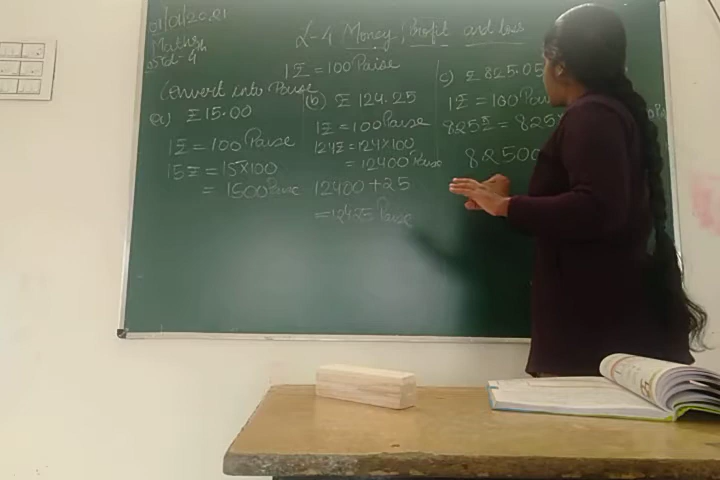 01/01/2021
Maths
Std-4
L-4 Money, Profit and loss
1₹ = 100 Paise
Convert into Paise
(a) ₹15.00
1₹ = 100 Paise
15₹ = 15×100
= 1500 Paise
(b) ₹124.25
1₹ = 100 Paise
124₹ = 124×100
= 12400 Paise
12400 + 25
= 12425 Paise
c) ₹825.05
1₹ = 100
825₹ = 825
82500